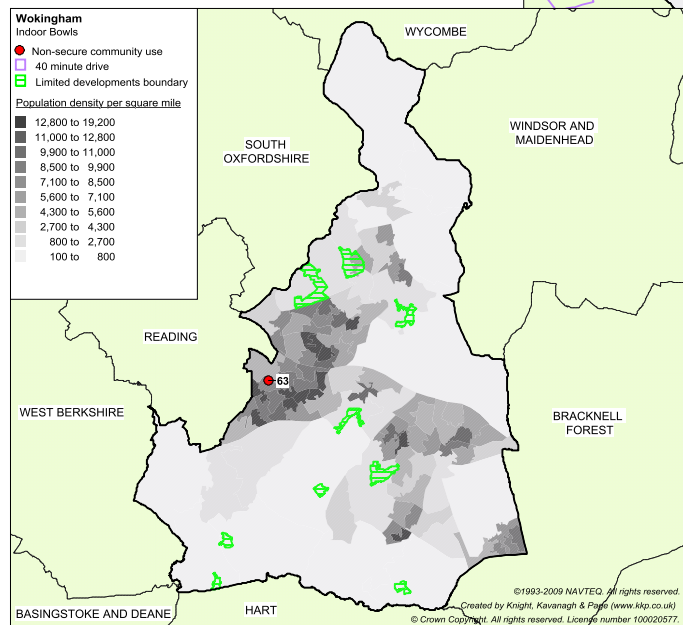 Wokingham
Indoor Bowls
Non-secure community use
40 minute drive
Limited developments boundary
Population density per square mile
12,800 to 19,200
11,000 to 12,800
9,900 to 11,000
8,500 to 9,900
7,100 to 8,500
5,600 to 7,100
4,300 to 5,600
2,700 to 4,300
800 to 2,700
100 to 800
WYCOMBE
WINDSOR AND
MAIDENHEAD
SOUTH
OXFORDSHIRE
READING
63
WEST BERKSHIRE
BRACKNELL
FOREST
BASINGSTOKE AND DEANE
HART
©1993-2009 NAVTEQ. All rights reserved.
Created by Knight, Kavanagh & Page (www.kkp.co.uk)
© Crown Copyright. All rights reserved. License number 100020577.